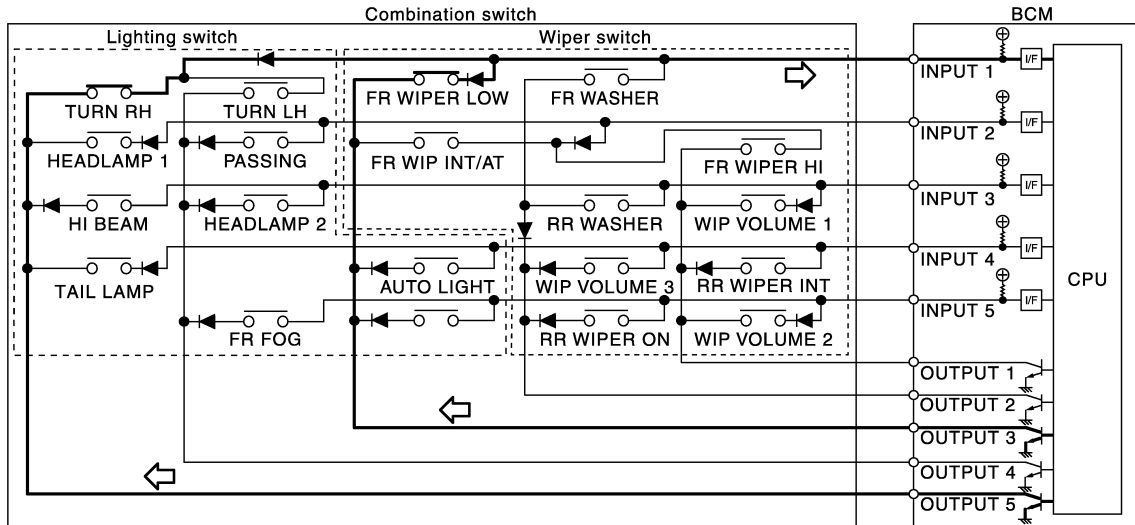 Combination switch
BCM
Lighting switch
Wiper switch
INPUT 1
I/F
TURN RH
TURN LH
FR WIPER LOW
FR WASHER
INPUT 2
I/F
HEADLAMP 1
PASSING
FR WIP INT/AT
FR WIPER HI
INPUT 3
I/F
HI BEAM
HEADLAMP 2
RR WASHER
WIP VOLUME 1
INPUT 4
I/F
TAIL LAMP
AUTO LIGHT
WIP VOLUME 3
RR WIPER INT
CPU
INPUT 5
I/F
FR FOG
RR WIPER ON
WIP VOLUME 2
OUTPUT 1
OUTPUT 2
OUTPUT 3
OUTPUT 4
OUTPUT 5